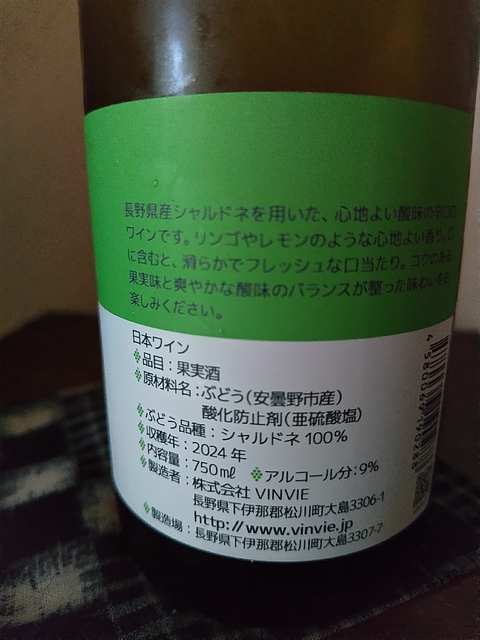 長野県産シャルドネを用いた、心地よい酸味の辛口白
ワインです。リンゴやレモンのような心地よい香り。口
に含むと、滑らかでフレッシュな口当たり。コクのある
果実味と爽やかな酸味のバランスが整った味わいをお
楽しみください。
日本ワイン
品目：果実酒
原材料名：ぶどう（安曇野市産）
酸化防止剤（亜硫酸塩）
ぶどう品種：シャルドネ 100%
収穫年：2024 年
内容量：750㎖ アルコール分：9%
製造者：株式会社 VINVIE
長野県下伊那郡松川町大島3306-1
http://www.vinvie.jp
製造場：長野県下伊那郡松川町大島3307-7